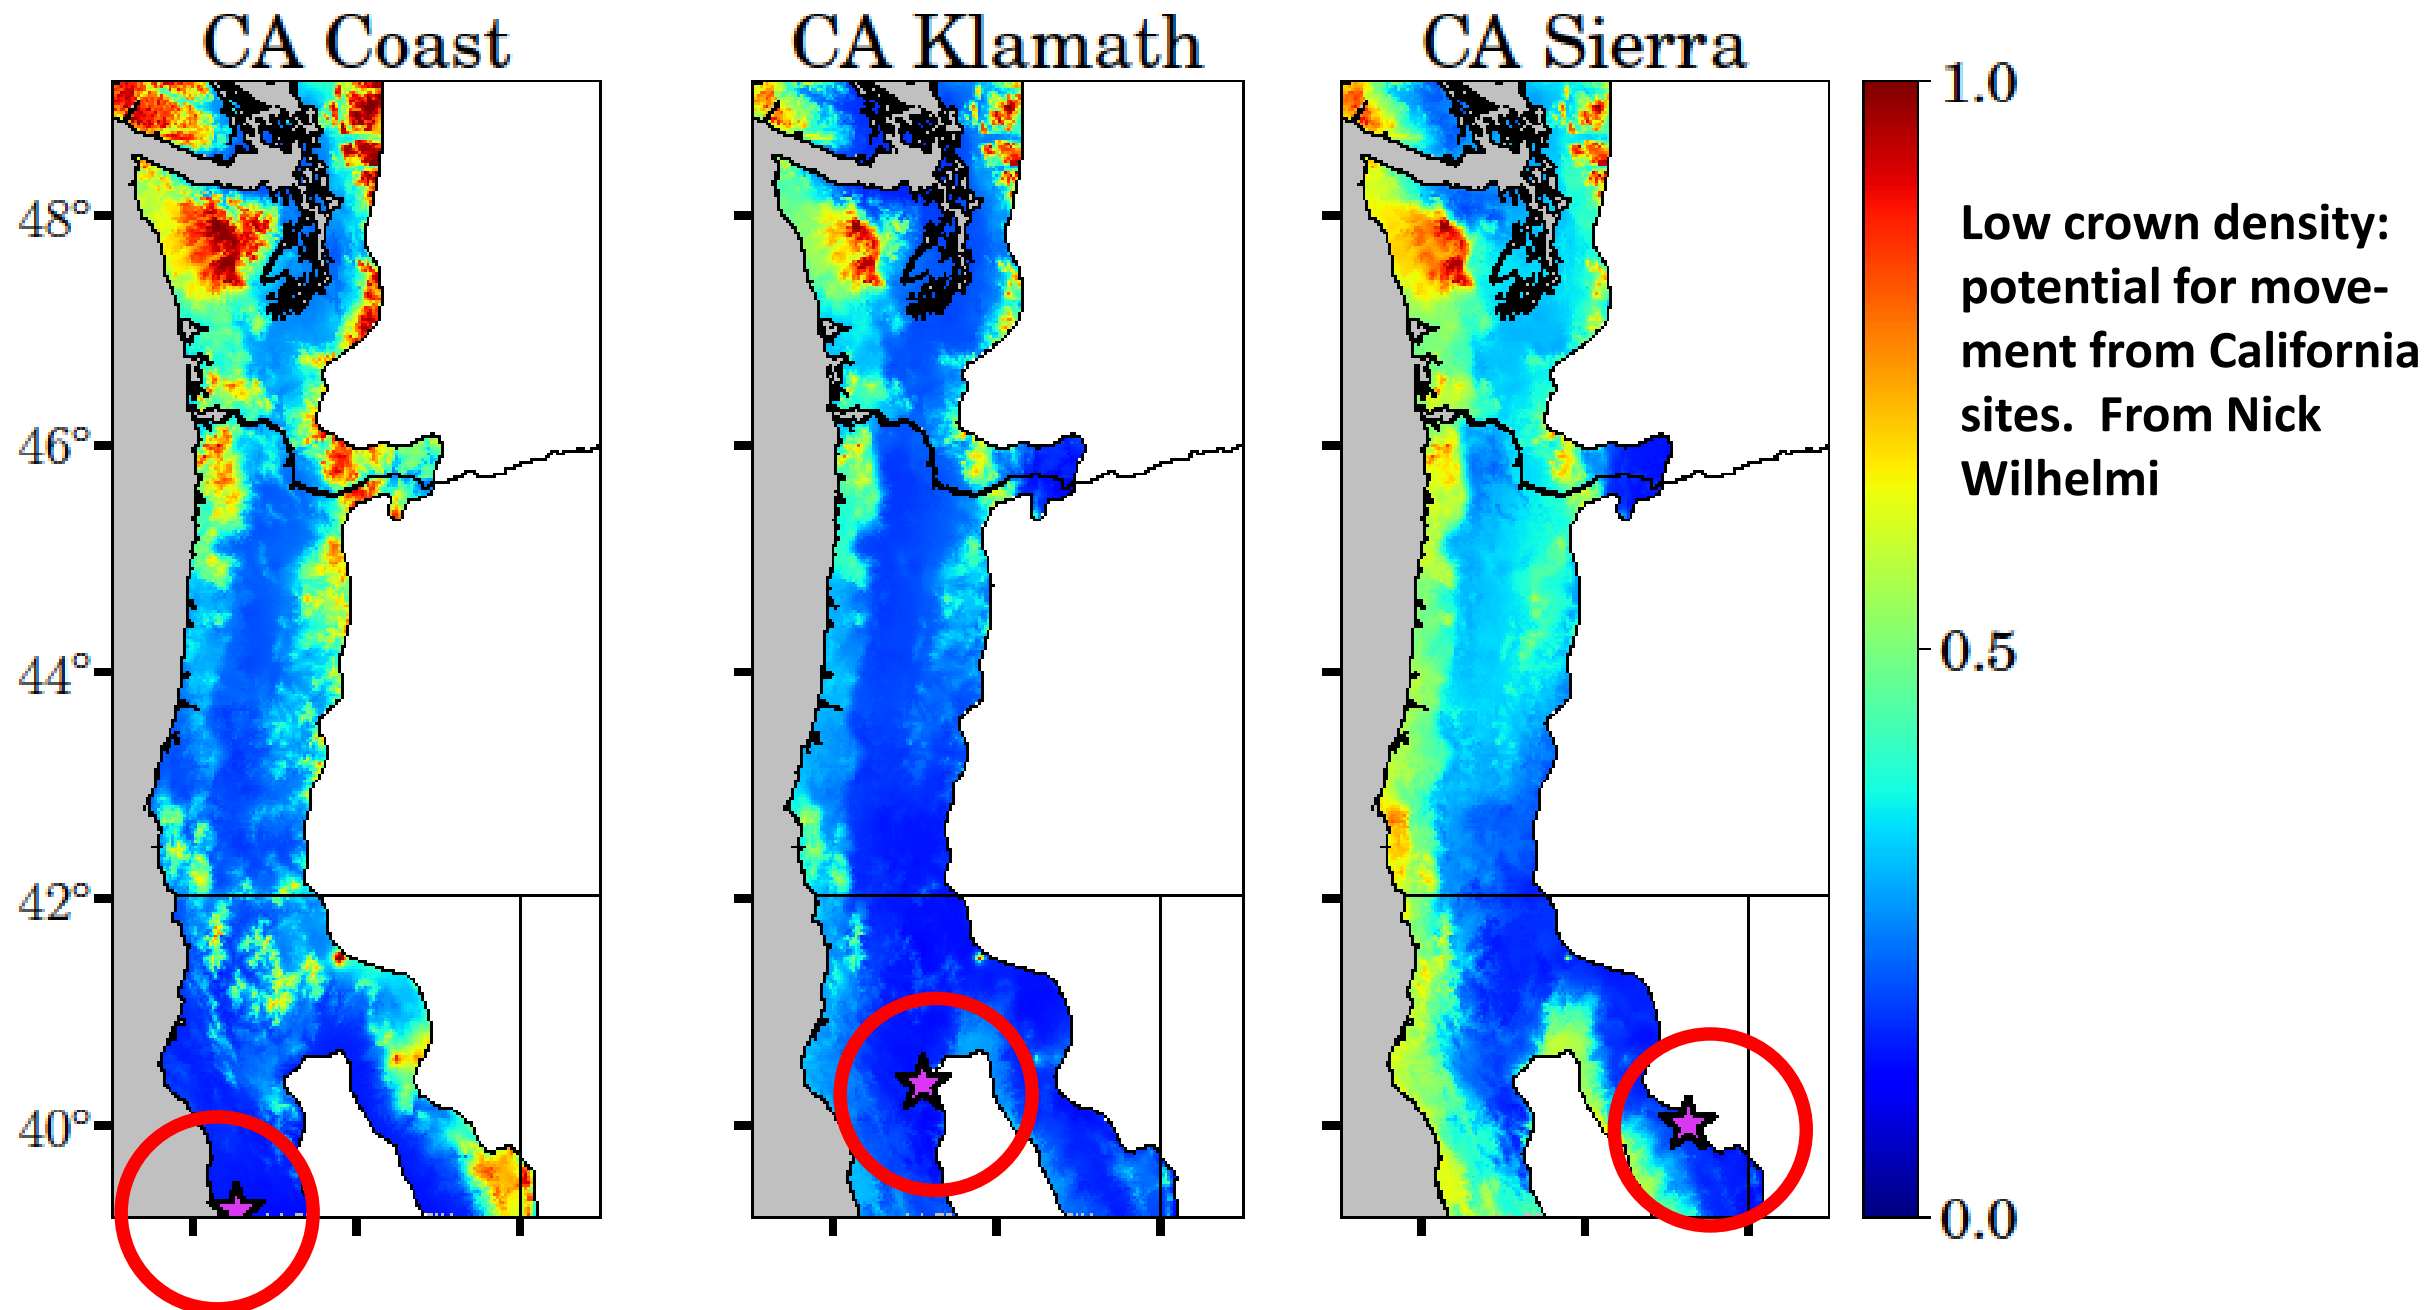 CA Coast
CA Klamath
CA Sierra
1.0
48°
Low crown density:
potential for move-
ment from California
sites.  From Nick
Wilhelmi
46°
0.5
44°
42°
40°
0.0